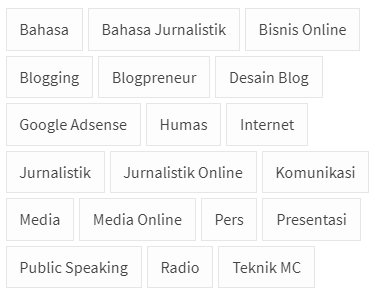 Bahasa Bahasa Jurnalistik Bisnis Online
Blogging Blogpreneur Desain Blog
Google Adsense Humas Internet
Jurnalistik Jurnalistik Online Komunikasi
Media Media Online Pers Presentasi
Public Speaking Radio Teknik MC